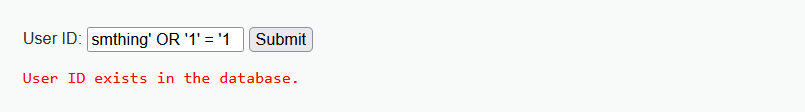 User ID: smthing' OR '1' = '1 Submit
User ID exists in the database.